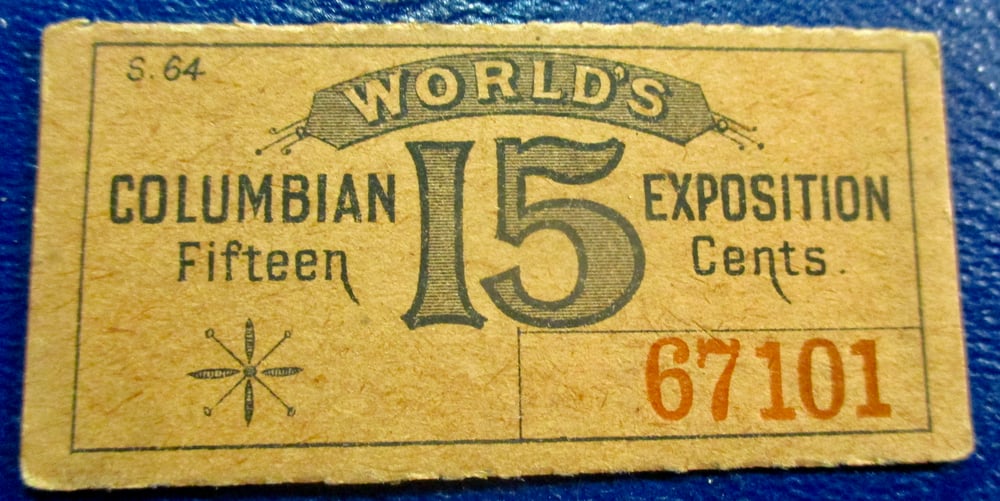 S. 64
WORLD'S
COLUMBIAN 15 EXPOSITION
Fifteen Cents.
67101